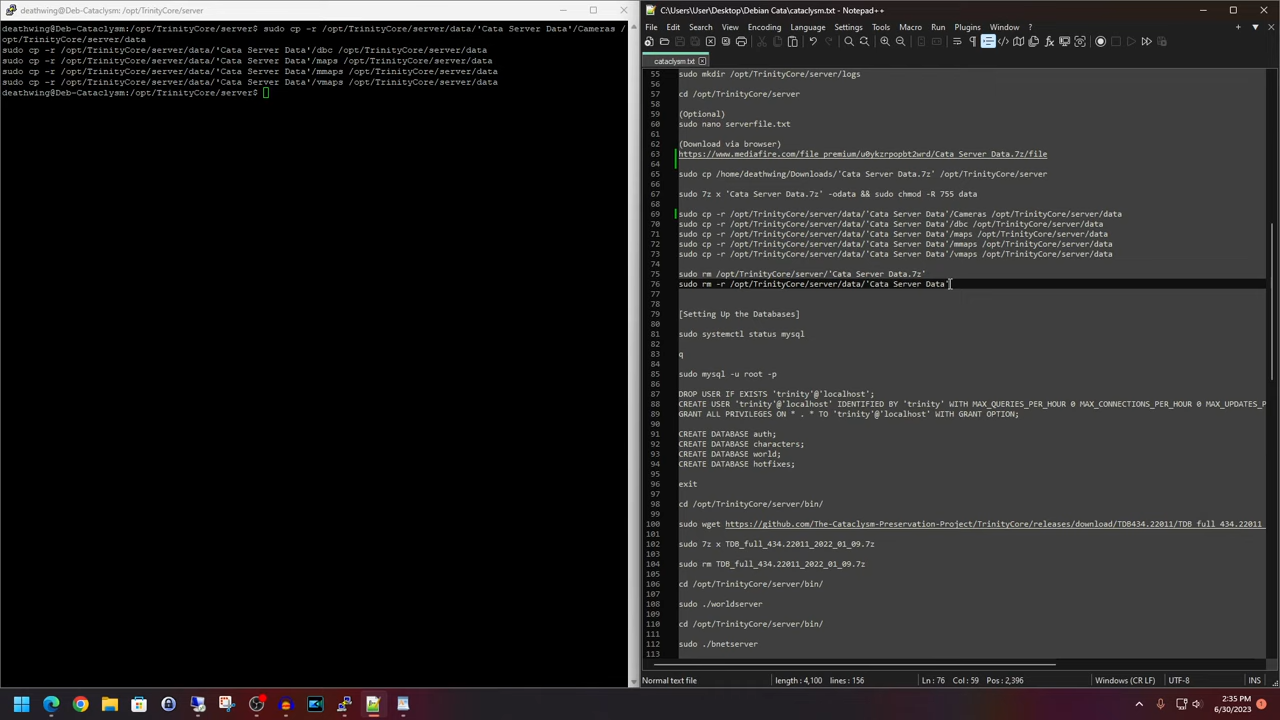 deathwing@Deb-Cataclysm: /opt/TrinityCore/server
deathwing@Deb-Cataclysm:/opt/TrinityCore/server$ sudo cp -r /opt/TrinityCore/server/data/'Cata Server Data'/Cameras /
opt/TrinityCore/server/data
sudo cp -r /opt/TrinityCore/server/data/'Cata Server Data'/dbc /opt/TrinityCore/server/data
sudo cp -r /opt/TrinityCore/server/data/'Cata Server Data'/maps /opt/TrinityCore/server/data
sudo cp -r /opt/TrinityCore/server/data/'Cata Server Data'/mmaps /opt/TrinityCore/server/data
sudo cp -r /opt/TrinityCore/server/data/'Cata Server Data'/vmaps /opt/TrinityCore/server/data
deathwing@Deb-Cataclysm:/opt/TrinityCore/server$
C:\Users\User\Desktop\Debian Cata\cataclysm.txt - Notepad++
File Edit Search View Encoding Language Settings Tools Macro Run Plugins Window ?
cataclysm.txt
55 sudo mkdir /opt/TrinityCore/server/logs
56
57 cd /opt/TrinityCore/server
58
59 (Optional)
60 sudo nano serverfile.txt
61
62 (Download via browser)
63 https://www.mediafire.com/file_premium/u0ykzrpopbt2wrd/Cata_Server_Data.7z/file
64
65 sudo cp /home/deathwing/Downloads/'Cata Server Data.7z' /opt/TrinityCore/server
66
67 sudo 7z x 'Cata Server Data.7z' -odata && sudo chmod -R 755 data
68
69 sudo cp -r /opt/TrinityCore/server/data/'Cata Server Data'/Cameras /opt/TrinityCore/server/data
70 sudo cp -r /opt/TrinityCore/server/data/'Cata Server Data'/dbc /opt/TrinityCore/server/data
71 sudo cp -r /opt/TrinityCore/server/data/'Cata Server Data'/maps /opt/TrinityCore/server/data
72 sudo cp -r /opt/TrinityCore/server/data/'Cata Server Data'/mmaps /opt/TrinityCore/server/data
73 sudo cp -r /opt/TrinityCore/server/data/'Cata Server Data'/vmaps /opt/TrinityCore/server/data
74
75 sudo rm /opt/TrinityCore/server/'Cata Server Data.7z'
76 sudo rm -r /opt/TrinityCore/server/data/'Cata Server Data'
77
78
79 [Setting Up the Databases]
80
81 sudo systemctl status mysql
82
83 q
84
85 sudo mysql -u root -p
86
87 DROP USER IF EXISTS 'trinity'@'localhost';
88 CREATE USER 'trinity'@'localhost' IDENTIFIED BY 'trinity' WITH MAX_QUERIES_PER_HOUR 0 MAX_CONNECTIONS_PER_HOUR 0 MAX_UPDATES_P
89 GRANT ALL PRIVILEGES ON * . * TO 'trinity'@'localhost' WITH GRANT OPTION;
90
91 CREATE DATABASE auth;
92 CREATE DATABASE characters;
93 CREATE DATABASE world;
94 CREATE DATABASE hotfixes;
95
96 exit
97
98 cd /opt/TrinityCore/server/bin/
99
100 sudo wget https://github.com/The-Cataclysm-Preservation-Project/TrinityCore/releases/download/TDB434.22011/TDB_full_434.22011_
101
102 sudo 7z x TDB_full_434.22011_2022_01_09.7z
103
104 sudo rm TDB_full_434.22011_2022_01_09.7z
105
106 cd /opt/TrinityCore/server/bin/
107
108 sudo ./worldserver
109
110 cd /opt/TrinityCore/server/bin/
111
112 sudo ./bnetserver
113
Normal text file length : 4,100 lines : 156 Ln : 76 Col : 59 Pos : 2,396 Windows (CR LF) UTF-8 INS
2:35 PM
6/30/2023